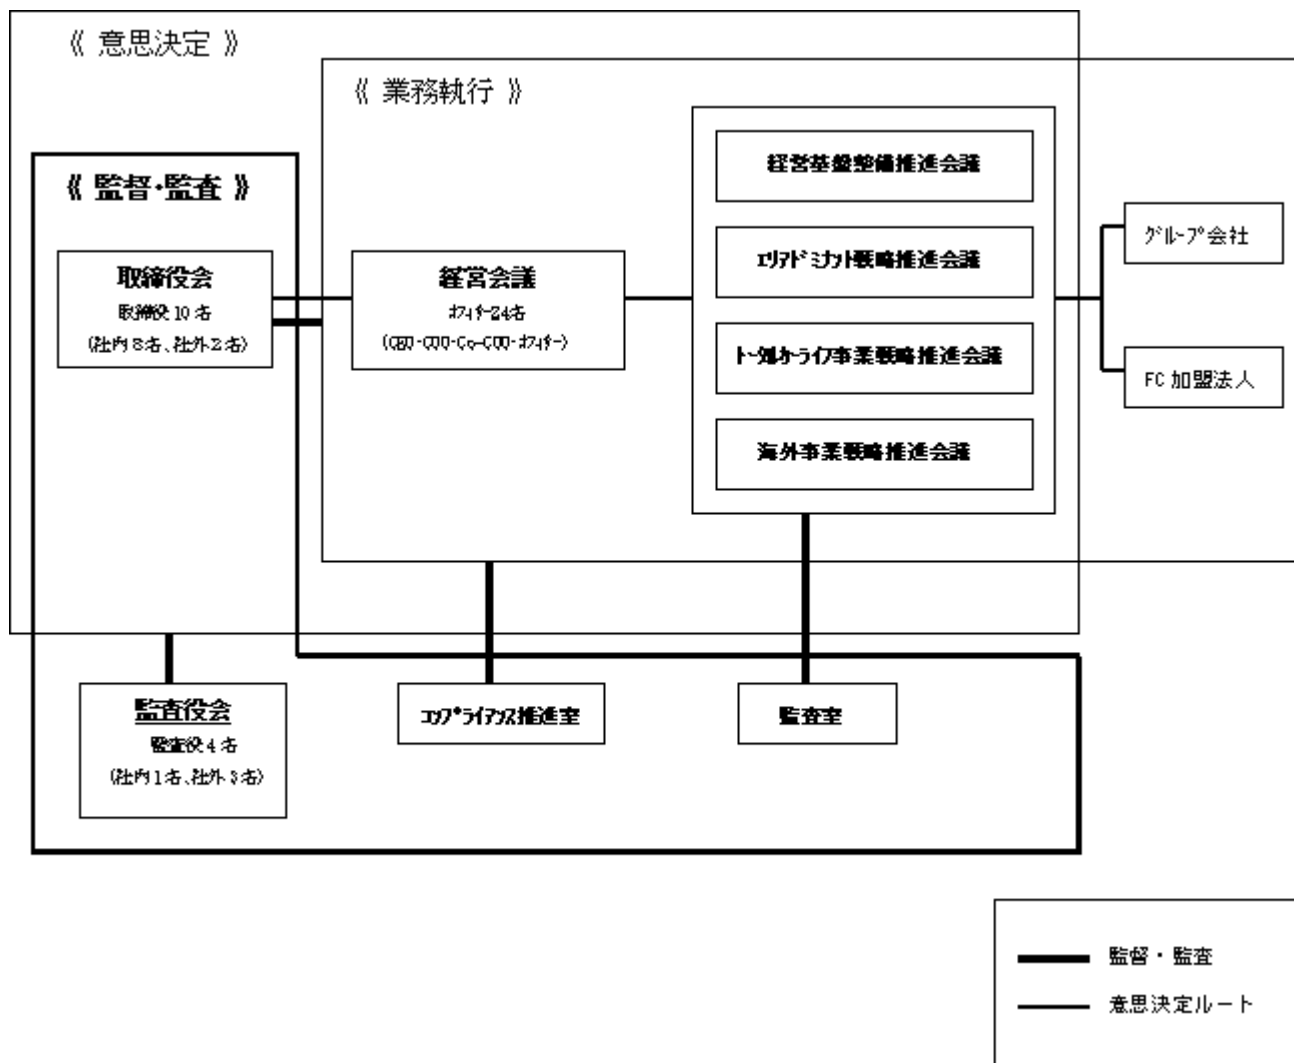 《 意思決定 》
《 業務執行 》
《 監督・監査 》
取締役会
取締役10名
(社内8名、社外2名)
経営会議
ｵﾌｨｻｰ24名
(CEO・COO・Co-COO・ｵﾌｨｻｰ)
経営基盤整備推進会議
ｴﾘｱﾄﾞﾐﾅﾝﾄ戦略推進会議
ﾄｰﾀﾙｶｰﾗｲﾌ事業戦略推進会議
海外事業戦略推進会議
ｸﾞﾙｰﾌﾟ会社
FC加盟法人
監査役会
監査役4名
(社内1名、社外3名)
ｺﾝﾌﾟﾗｲｱﾝｽ推進室
監査室
監督・監査
意思決定ルート